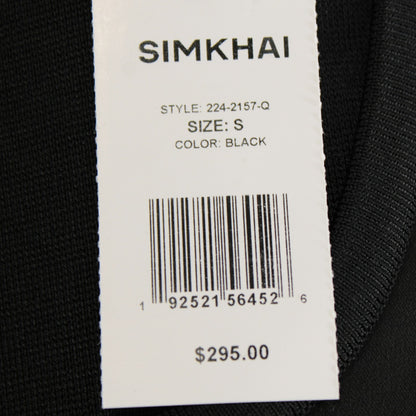 SIMKHAI
STYLE: 224-2157-Q
SIZE: S
COLOR: BLACK
1 92521 56452 6
$295.00